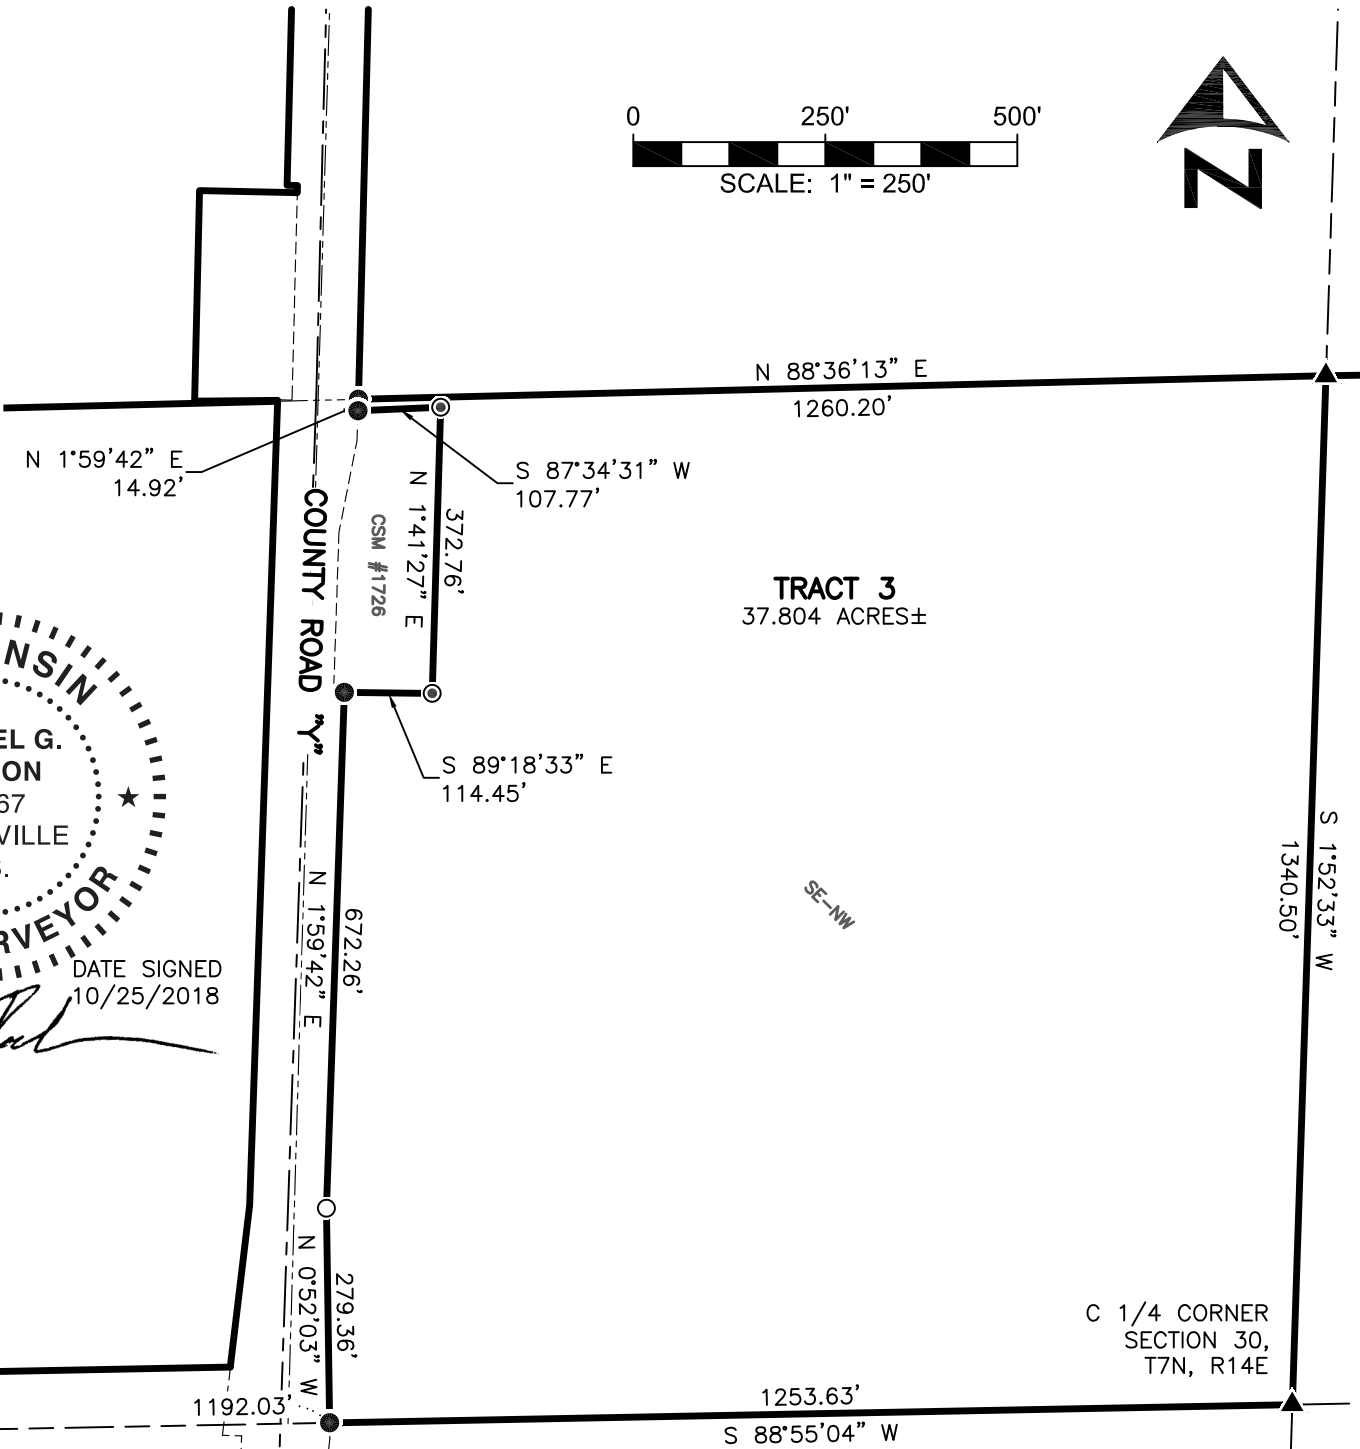 0 250' 500'
SCALE: 1" = 250'
N
N 88°36'13" E
1260.20'
N 1°59'42" E
14.92'
S 87°34'31" W
107.77'
N 1°41'27" E
372.76'
CSM #1726
COUNTY ROAD "Y"
TRACT 3
37.804 ACRES±
S 89°18'33" E
114.45'
S 1°52'33" W
1340.50'
SE-NW
N 1°59'42" E
672.26'
NSIN
EL G.
ON
67
VILLE
S.
RVEYOR
DATE SIGNED
10/25/2018
N 0°52'03" W
279.36'
C 1/4 CORNER
SECTION 30,
T7N, R14E
1192.03'
1253.63'
S 88°55'04" W